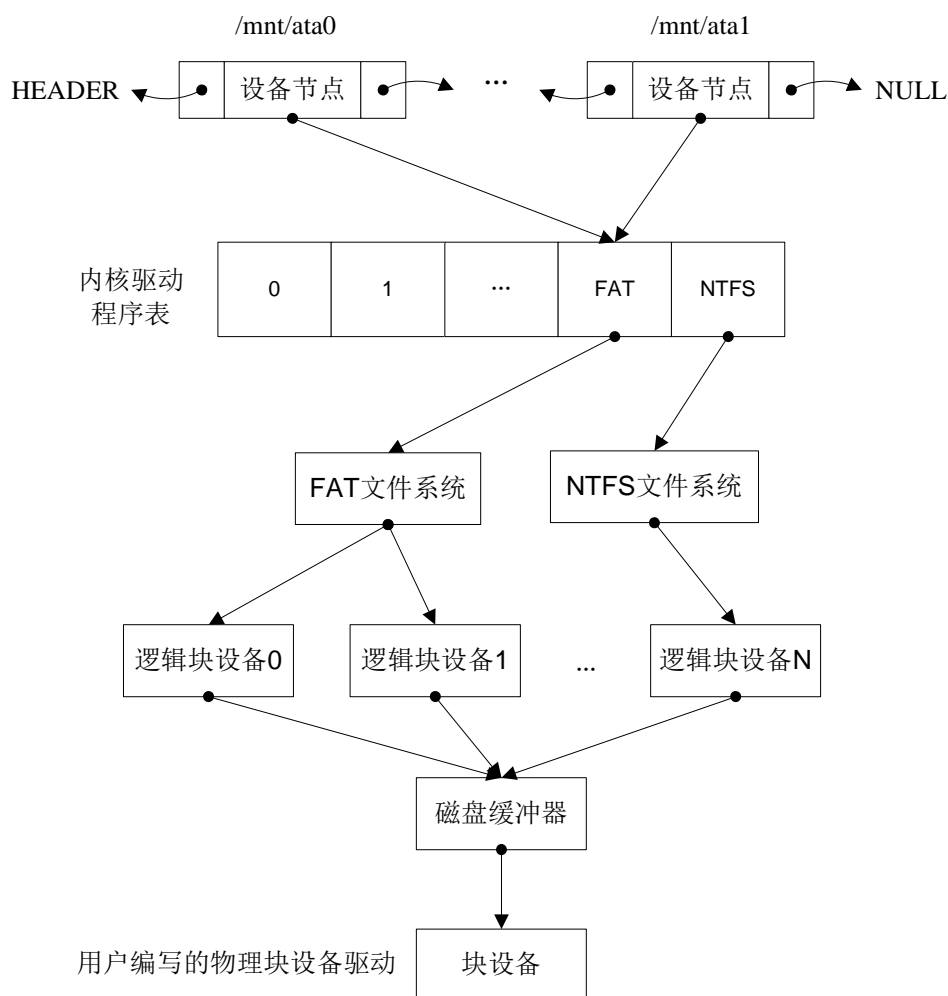 /mnt/ata0
/mnt/ata1
HEADER
设备节点
...
设备节点
NULL
内核驱动
程序表
0
1
...
FAT
NTFS
FAT文件系统
NTFS文件系统
逻辑块设备0
逻辑块设备1
...
逻辑块设备N
磁盘缓冲器
用户编写的物理块设备驱动
块设备